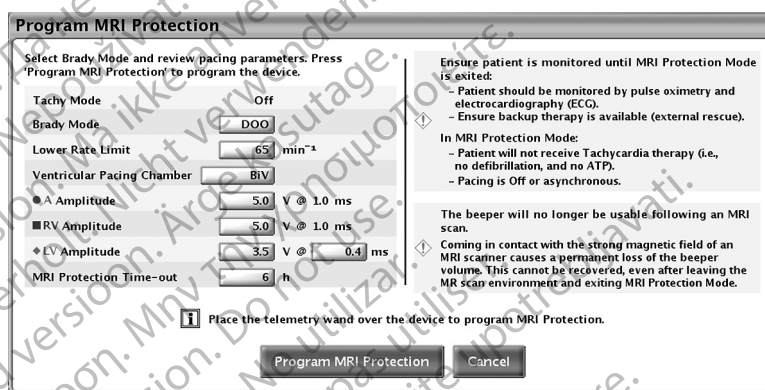 Program MRI Protection
Select Brady Mode and review pacing parameters. Press
'Program MRI Protection' to program the device.
Tachy Mode Off
Brady Mode DOO
Lower Rate Limit 65 min⁻¹
Ventricular Pacing Chamber BiV
A Amplitude 5.0 V @ 1.0 ms
RV Amplitude 5.0 V @ 1.0 ms
LV Amplitude 3.5 V @ 0.4 ms
MRI Protection Time-out 6 h
Ensure patient is monitored until MRI Protection Mode
is exited:
– Patient should be monitored by pulse oximetry and
electrocardiography (ECG).
– Ensure backup therapy is available (external rescue).
In MRI Protection Mode:
– Patient will not receive Tachycardia therapy (i.e.,
no defibrillation, and no ATP).
– Pacing is Off or asynchronous.
The beeper will no longer be usable following an MRI
scan.
Coming in contact with the strong magnetic field of an
MRI scanner causes a permanent loss of the beeper
volume. This cannot be recovered, even after leaving the
MR scan environment and exiting MRI Protection Mode.
i Place the telemetry wand over the device to program MRI Protection.
Program MRI Protection Cancel